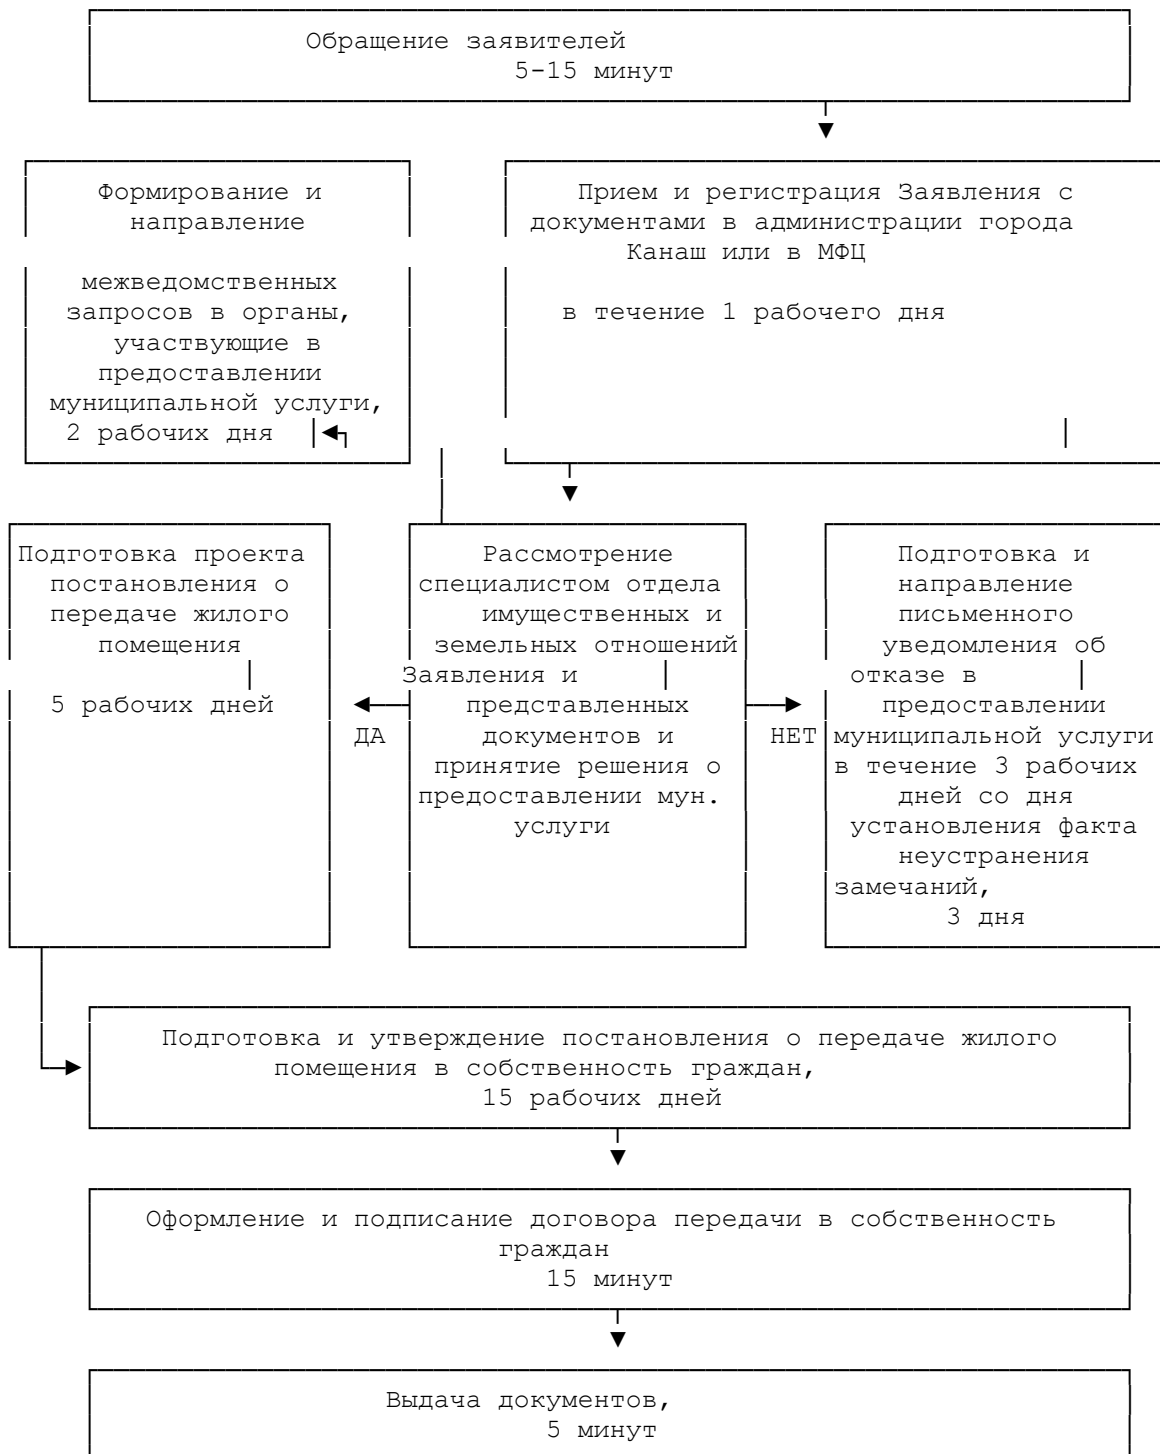 Обращение заявителей
5-15 минут
Формирование и
направление
межведомственных
запросов в органы,
участвующие в
предоставлении
муниципальной услуги,
2 рабочих дня
Прием и регистрация Заявления с
документами в администрации города
Канаш или в МФЦ
в течение 1 рабочего дня
Подготовка проекта
постановления о
передаче жилого
помещения
5 рабочих дней
ДА
Рассмотрение
специалистом отдела
имущественных и
земельных отношений
Заявления и
представленных
документов и
принятие решения о
предоставлении мун.
услуги
НЕТ
Подготовка и
направление
письменного
уведомления об
отказе в
предоставлении
муниципальной услуги
в течение 3 рабочих
дней со дня
установления факта
неустранения
замечаний,
3 дня
Подготовка и утверждение постановления о передаче жилого
помещения в собственность граждан,
15 рабочих дней
Оформление и подписание договора передачи в собственность
граждан
15 минут
Выдача документов,
5 минут